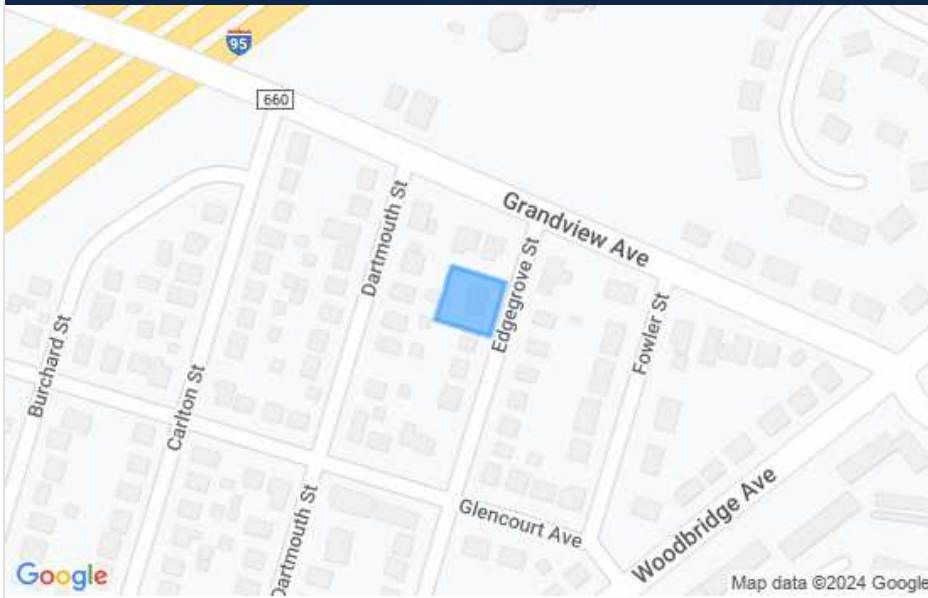 95
660
Dartmouth St
Grandview Ave
Edgegrove St
Fowler St
Burchard St
Carlton St
Dartmouth St
Glencourt Ave
Woodbridge Ave
Google
Map data ©2024 Google